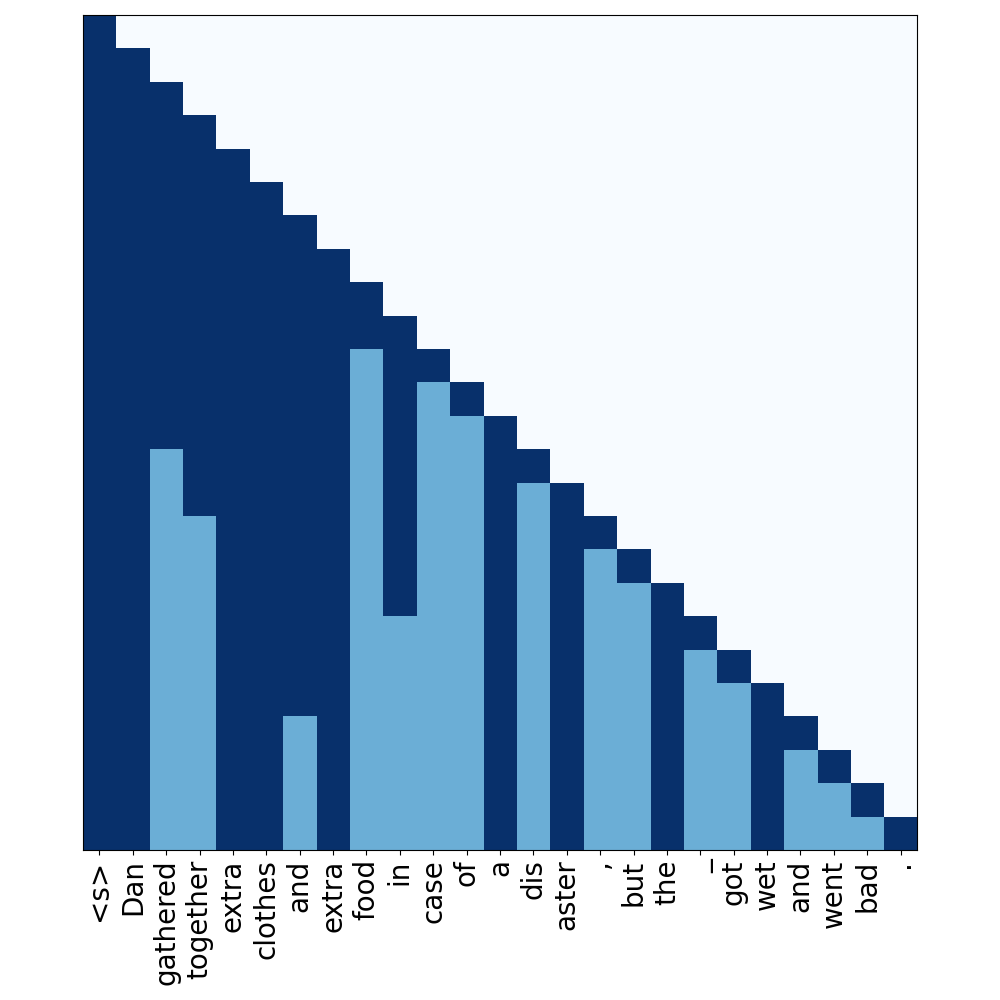 <s>
Dan
gathered
together
extra
clothes
and
extra
food
in
case
of
a
dis
aster
,
but
the
_
got
wet
and
went
bad
.